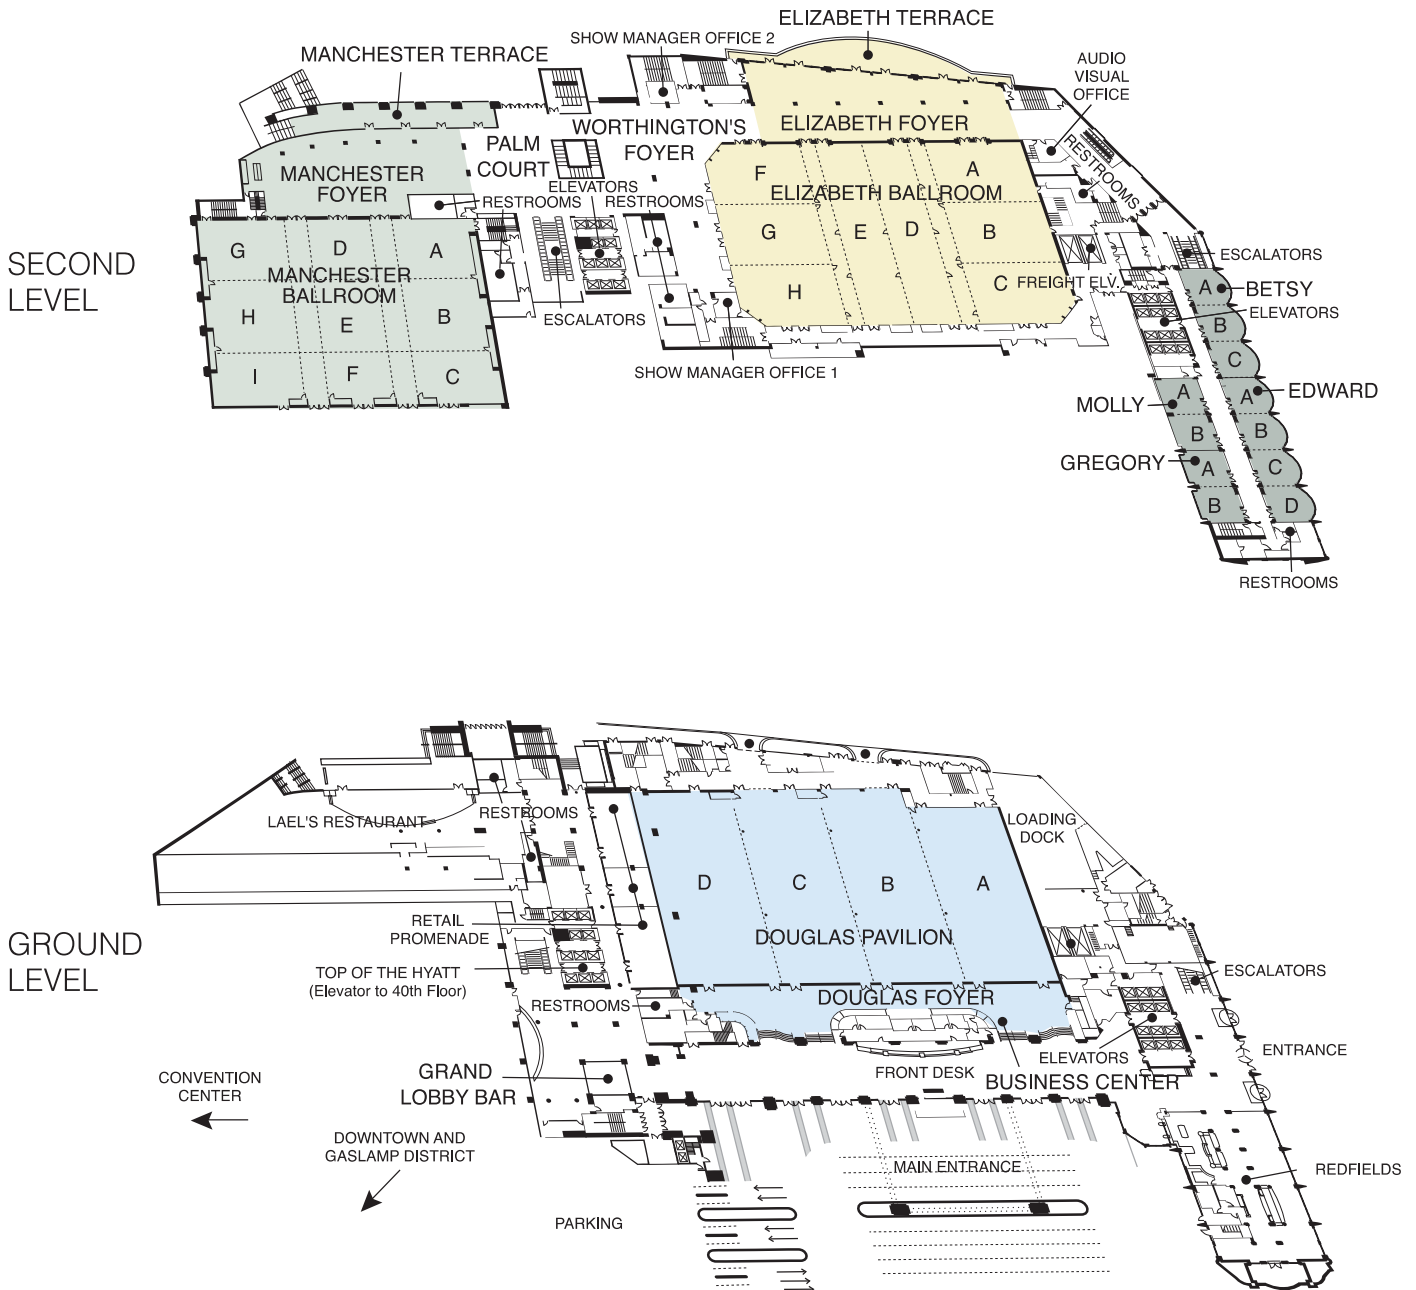 ELIZABETH TERRACE
SHOW MANAGER OFFICE 2
MANCHESTER TERRACE
AUDIO
VISUAL
OFFICE
WORTHINGTON'S
FOYER
ELIZABETH FOYER
PALM
COURT
RESTROOMS
MANCHESTER
FOYER
F
A
ELIZABETH BALLROOM
ELEVATORS
RESTROOMS
RESTROOMS
G
D
A
MANCHESTER
BALLROOM
G
E
D
B
SECOND
LEVEL
ESCALATORS
H
C
FREIGHT ELV.
A
BETSY
H
E
B
ESCALATORS
ELEVATORS
B
I
F
C
SHOW MANAGER OFFICE 1
C
MOLLY
A
A
EDWARD
B
B
GREGORY
A
C
B
D
RESTROOMS
RESTROOMS
LAEL'S RESTAURANT
LOADING
DOCK
D
C
B
A
RETAIL
PROMENADE
DOUGLAS PAVILION
GROUND
LEVEL
TOP OF THE HYATT
(Elevator to 40th Floor)
ESCALATORS
RESTROOMS
DOUGLAS FOYER
ELEVATORS
ENTRANCE
FRONT DESK
BUSINESS CENTER
GRAND
LOBBY BAR
CONVENTION
CENTER
DOWNTOWN AND
GASLAMP DISTRICT
MAIN ENTRANCE
REDFIELDS
PARKING